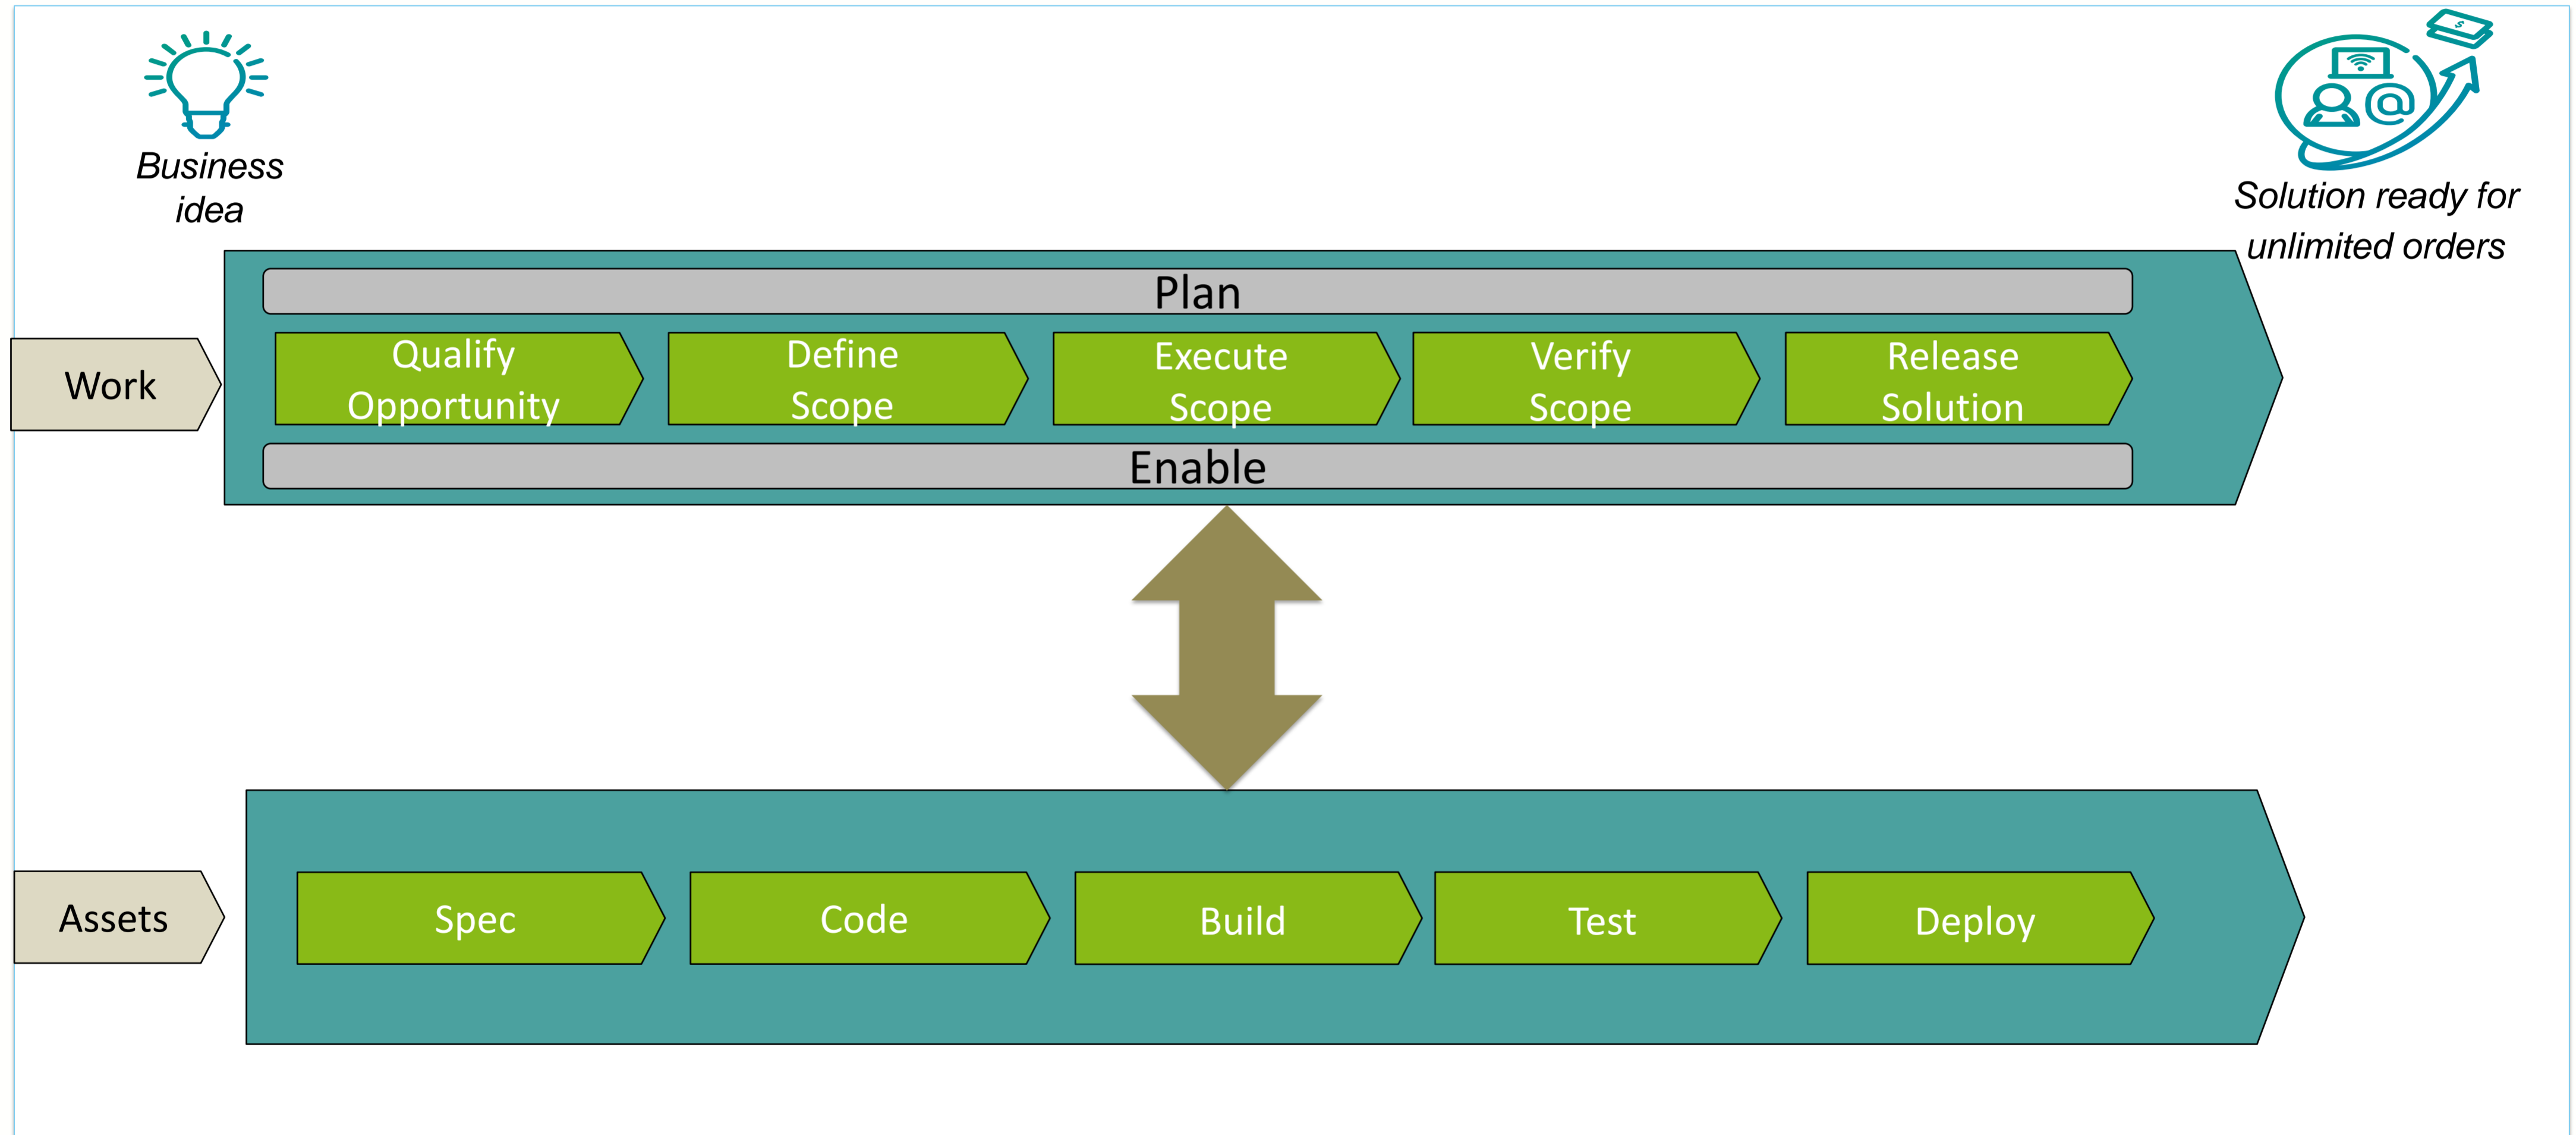 Business
idea
Solution ready for
unlimited orders
Plan
Work
Qualify
Opportunity
Define
Scope
Execute
Scope
Verify
Scope
Release
Solution
Enable
Assets
Spec
Code
Build
Test
Deploy
$
@